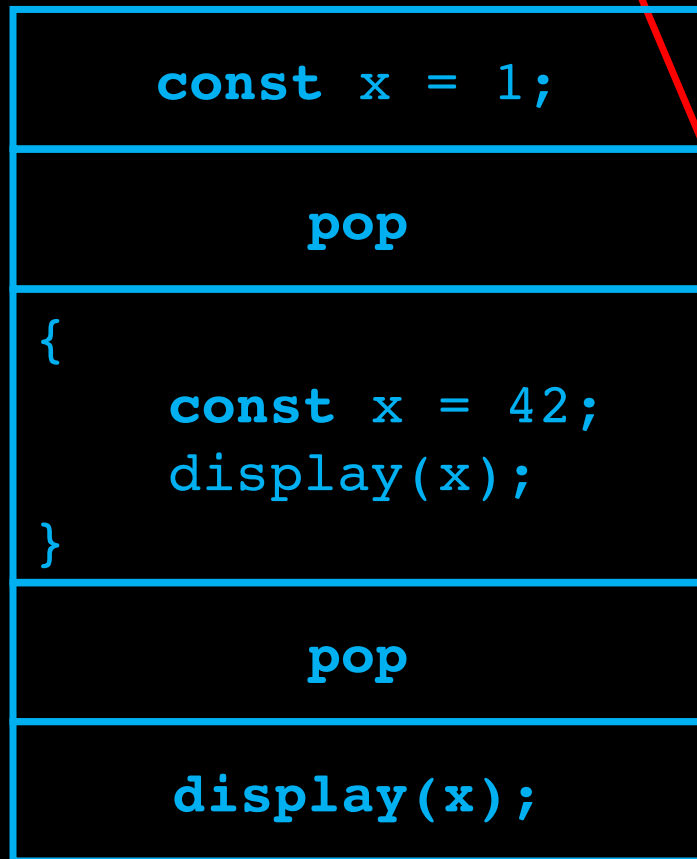 const x = 1;
pop
{
const x = 42;
display(x);
}
pop
display(x);